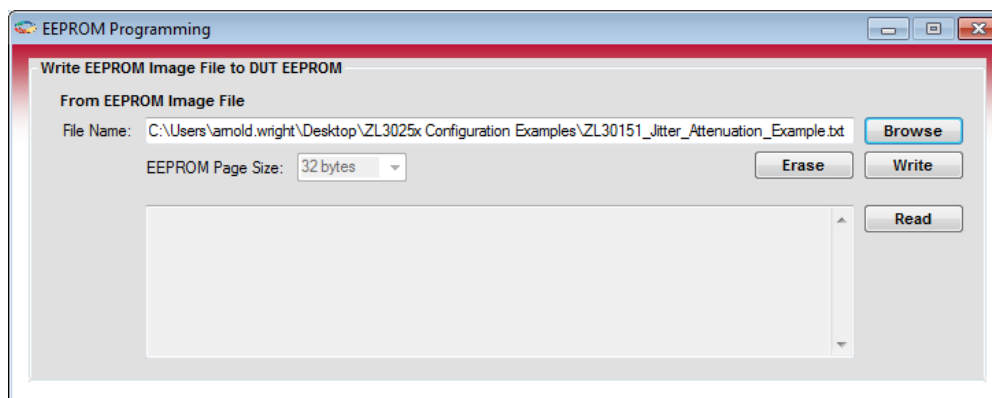 EEPROM Programming
Write EEPROM Image File to DUT EEPROM
From EEPROM Image File
File Name: C:\Users\arnold.wright\Desktop\ZL3025x Configuration Examples\ZL30151_Jitter_Attenuation_Example.txt Browse
EEPROM Page Size: 32 bytes Erase Write
Read